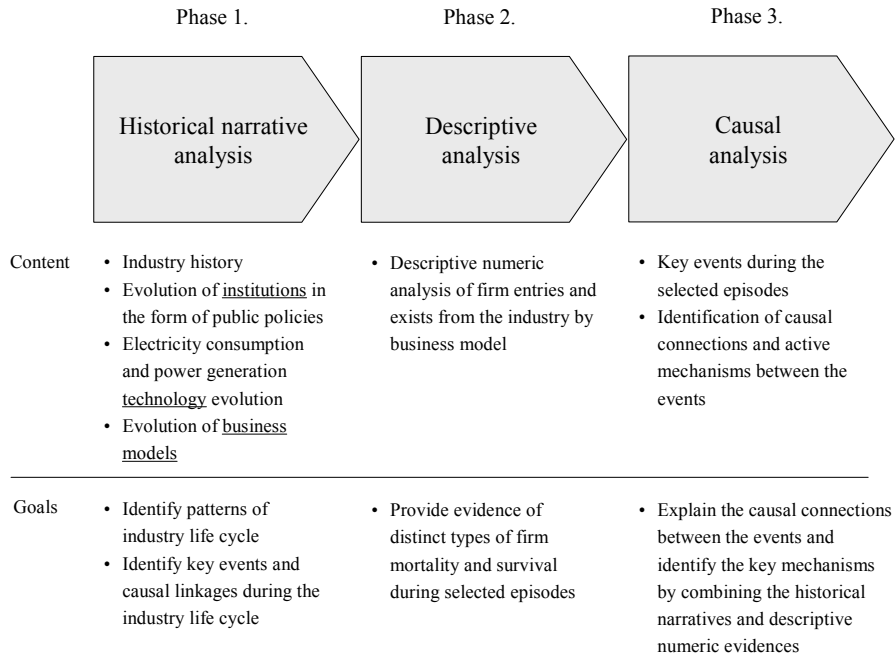 Phase 1.
Phase 2.
Phase 3.
Historical narrative
analysis
Descriptive
analysis
Causal
analysis
Content
• Industry history
• Evolution of institutions in
the form of public policies
• Electricity consumption
and power generation
technology evolution
• Evolution of business
models
• Descriptive numeric
analysis of firm entries and
exists from the industry by
business model
• Key events during the
selected episodes
• Identification of causal
connections and active
mechanisms between the
events
Goals
• Identify patterns of
industry life cycle
• Identify key events and
causal linkages during the
industry life cycle
• Provide evidence of
distinct types of firm
mortality and survival
during selected episodes
• Explain the causal connections
between the events and
identify the key mechanisms
by combining the historical
narratives and descriptive
numeric evidences